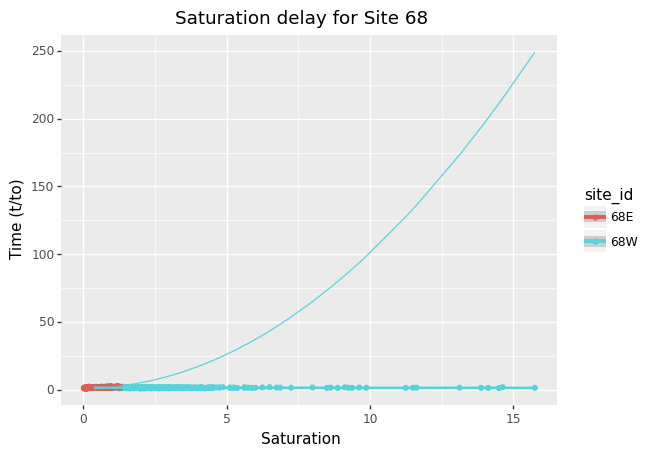 Saturation delay for Site 68
250
200
150
100
50
0
Time (t/to)
0 5 10 15
Saturation
site_id
68E
68W